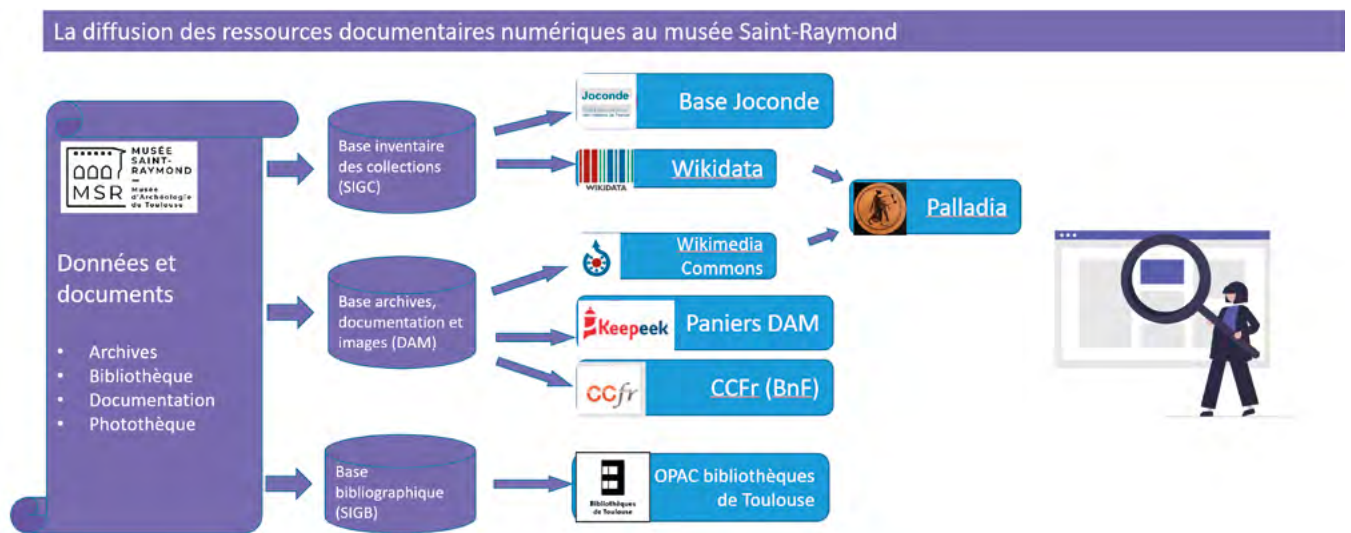 La diffusion des ressources documentaires numériques au musée Saint-Raymond
MUSÉE
SAINT-
RAYMOND
MSR
Musée
d'Archéologie
de Toulouse
Données et
documents
• Archives
• Bibliothèque
• Documentation
• Photothèque
Base inventaire
des collections
(SIGC)
Base archives,
documentation et
images (DAM)
Base
bibliographique
(SIGB)
Joconde
Base Joconde
WIKIDATA
Wikidata
Wikimedia
Commons
Keepeek
Paniers DAM
CCfr
CCFr (BnF)
Bibliothèques
de Toulouse
OPAC bibliothèques
de Toulouse
Palladia